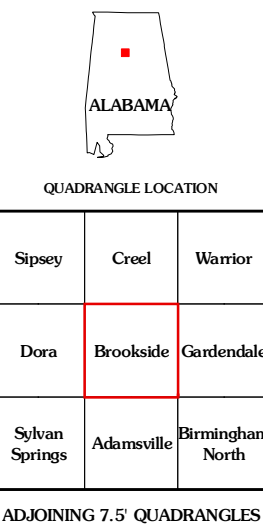 ALABAMA
QUADRANGLE LOCATION
Sipsey
Creel
Warrior
Dora
Brookside
Gardendale
Sylvan
Springs
Adamsville
Birmingham
North
ADJOINING 7.5' QUADRANGLES